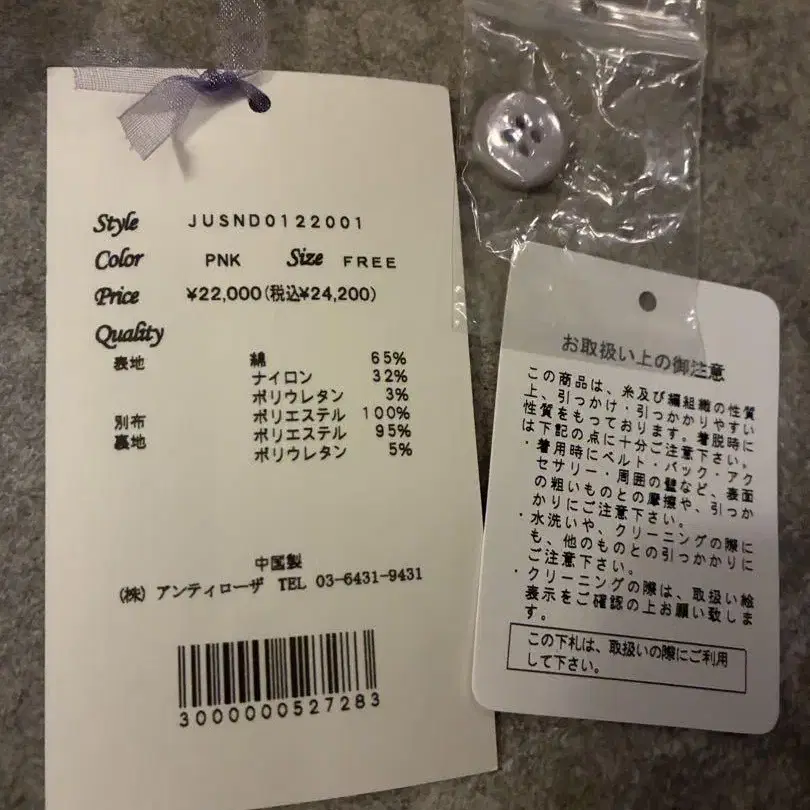 Style JUSND0122001
Color PNK Size FREE
Price ¥22,000(税込¥24,200)
Quality
表地 綿 65%
ナイロン 32%
ポリウレタン 3%
別布 ポリエステル 100%
裏地 ポリエステル 95%
ポリウレタン 5%
中国製
(株) アンティローザ TEL 03-6431-9431
3000000527283
お取扱い上の御注意
この商品は、糸及び編組織の性質
上、引っかけ・引っかかりやすい
性質をもっております。着脱時に
は下記の点に十分ご注意下さい。
・着用時にベルト・バック・アク
セサリー・周囲の壁など、表面
の粗いものとの摩擦や、引っか
かりにご注意下さい。
・水洗いや、クリーニングの際に
も、他のものとの引っかかりに
ご注意下さい。
・クリーニングの際は、取扱い絵
表示をご確認の上お願い致しま
す。
この下札は、取扱いの際にご利用
して下さい。